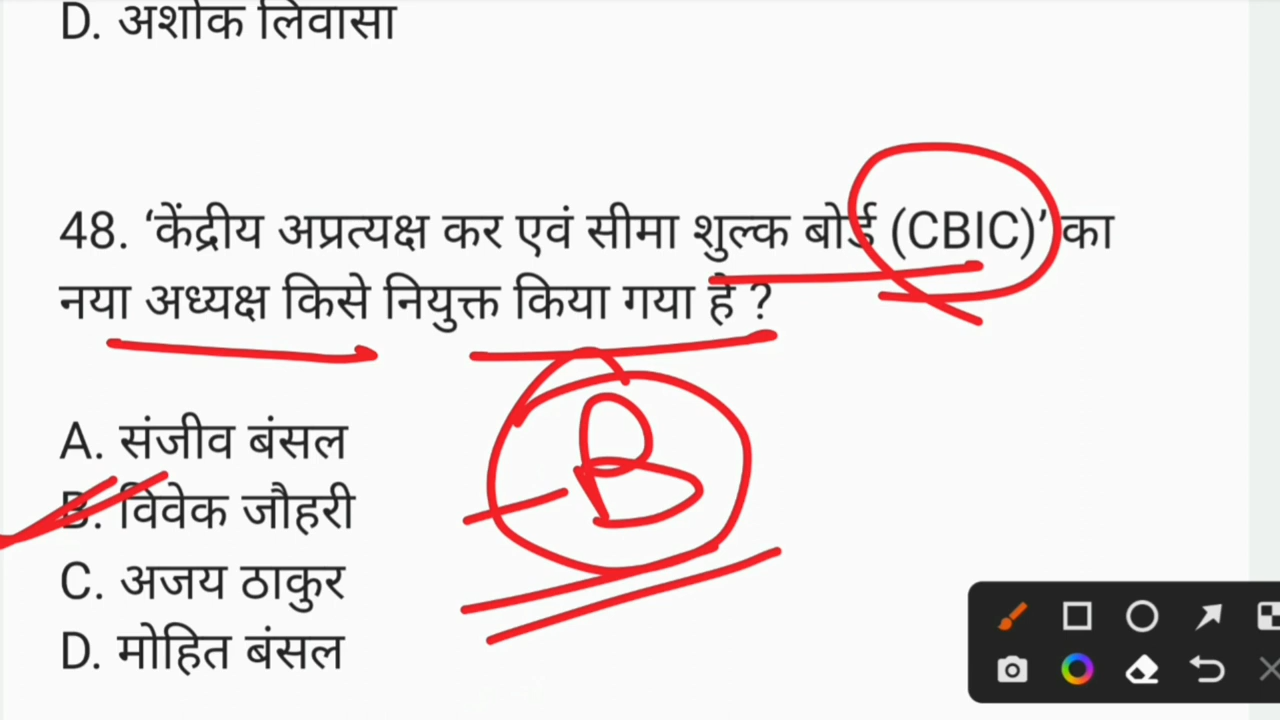 D. अशोक लिवासा
48. ‘केंद्रीय अप्रत्यक्ष कर एवं सीमा शुल्क बोर्ड (CBIC)’ का
नया अध्यक्ष किसे नियुक्त किया गया है ?
A. संजीव बंसल
B. विवेक जौहरी
C. अजय ठाकुर
D. मोहित बंसल
B